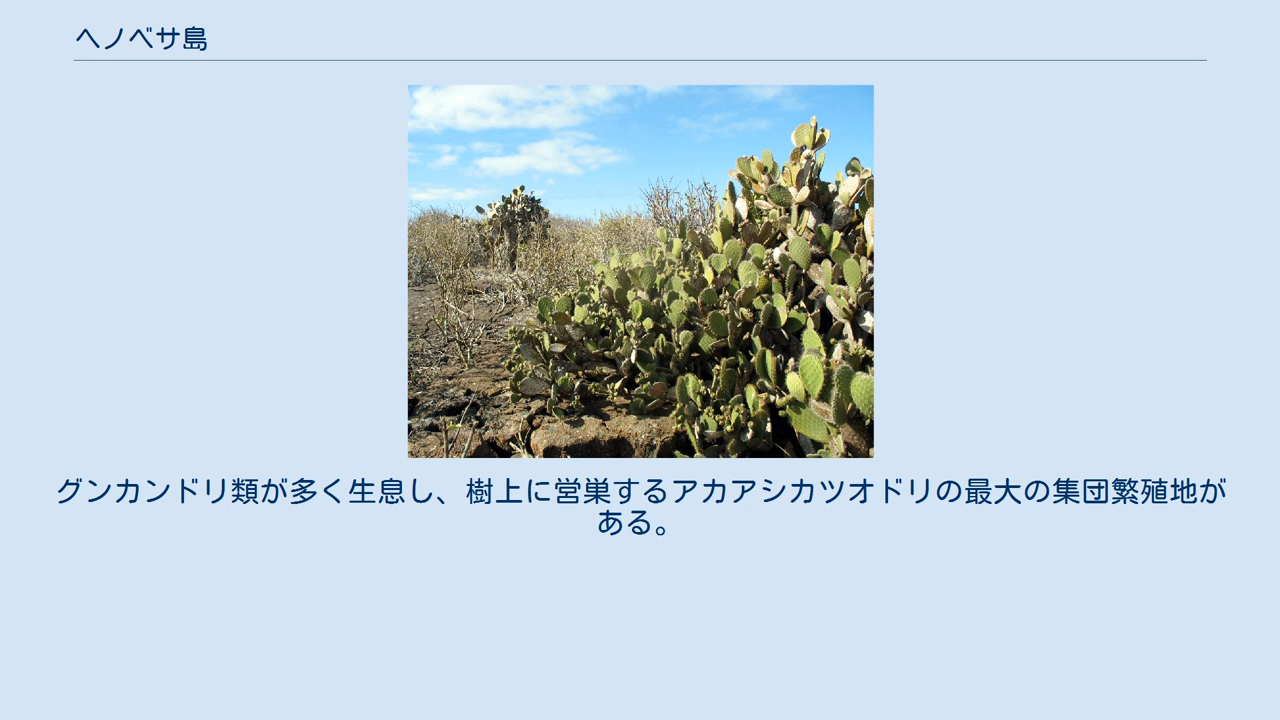 ヘノベサ島
グンカンドリ類が多く生息し、樹上に営巣するアカアシカツオドリの最大の集団繁殖地が
ある。